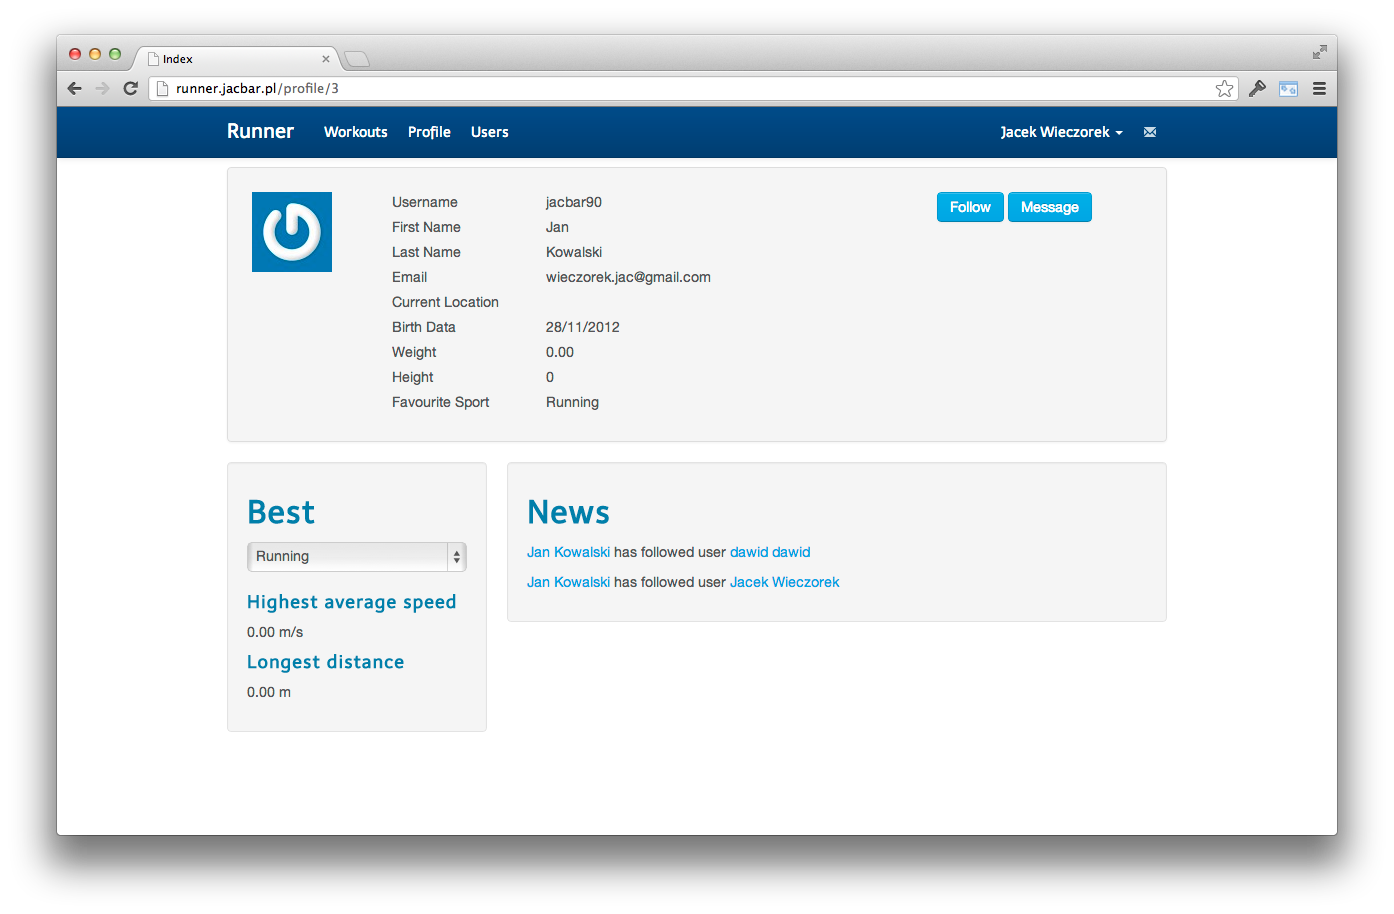 Index
runner.jacbar.pl/profile/3
Runner Workouts Profile Users Jacek Wieczorek
Username jacbar90 Follow Message
First Name Jan
Last Name Kowalski
Email wieczorek.jac@gmail.com
Current Location
Birth Data 28/11/2012
Weight 0.00
Height 0
Favourite Sport Running
Best
Running
Highest average speed
0.00 m/s
Longest distance
0.00 m
News
Jan Kowalski has followed user dawid dawid
Jan Kowalski has followed user Jacek Wieczorek